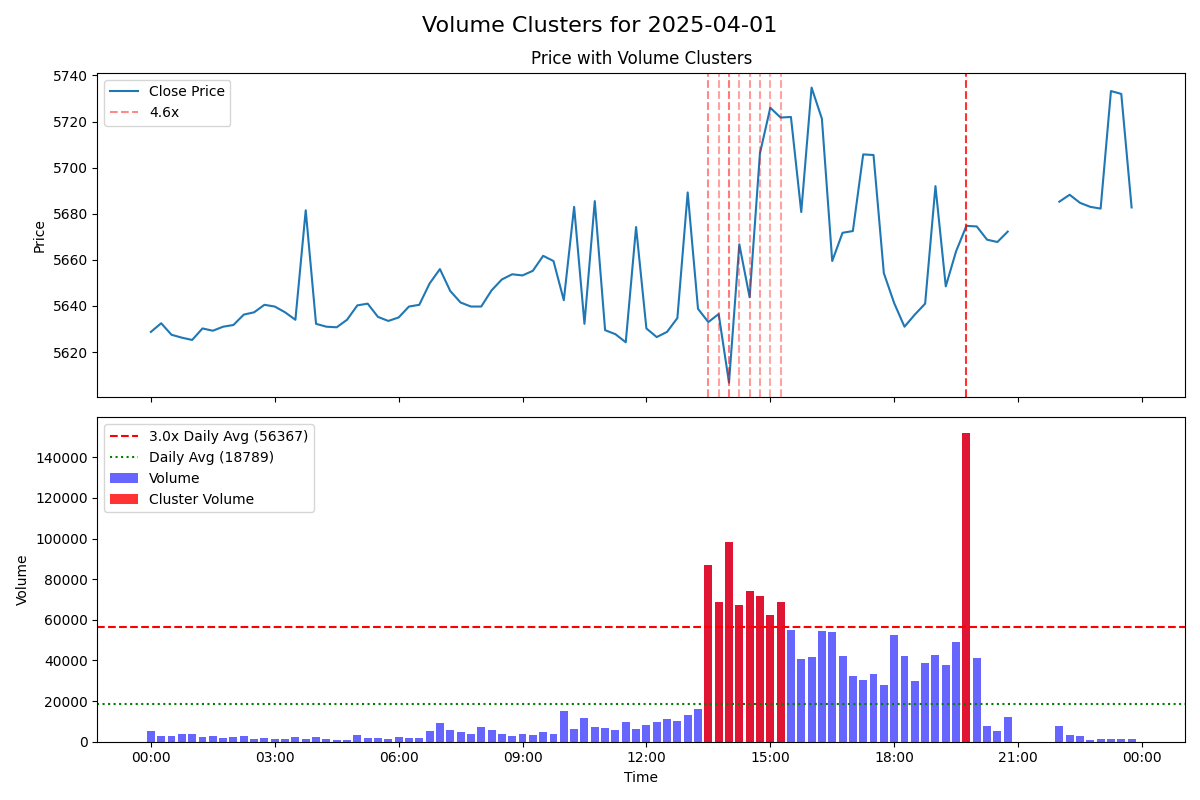 Volume Clusters for 2025-04-01
Price with Volume Clusters
5740
5720
5700
5680
5660
5640
5620
Price
Close Price
4.6x
140000
120000
100000
80000
60000
40000
20000
0
Volume
3.0x Daily Avg (56367)
Daily Avg (18789)
Volume
Cluster Volume
00:00 03:00 06:00 09:00 12:00 15:00 18:00 21:00 00:00
Time